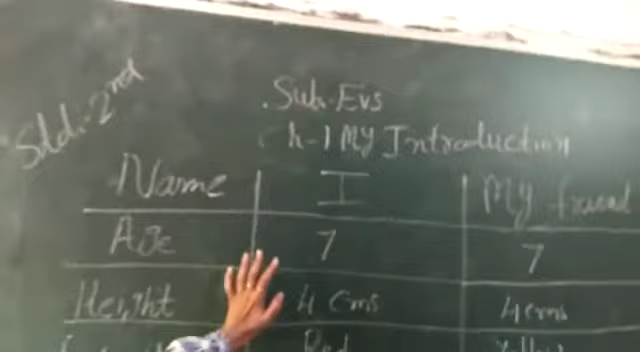 Std:-2nd
Sub:-Evs
Ch-1 My Introduction
Name I My friend
Age 7 7
Height 4 cms 4 cms
Red